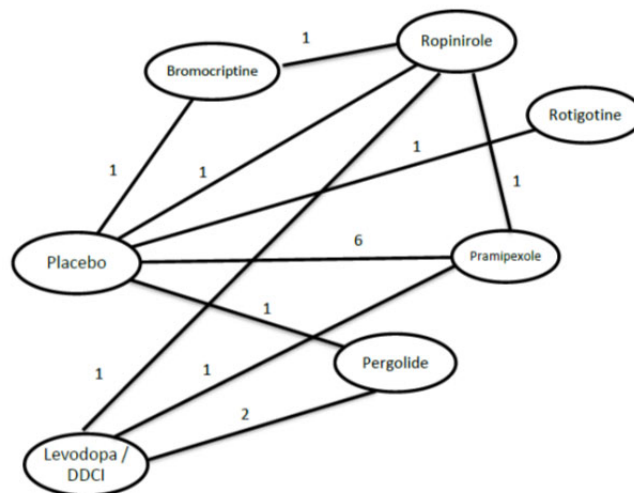 Ropinirole
1
Bromocriptine
Rotigotine
1
1
1
1
6
Placebo
Pramipexole
1
Pergolide
1
1
2
Levodopa /
DDCI